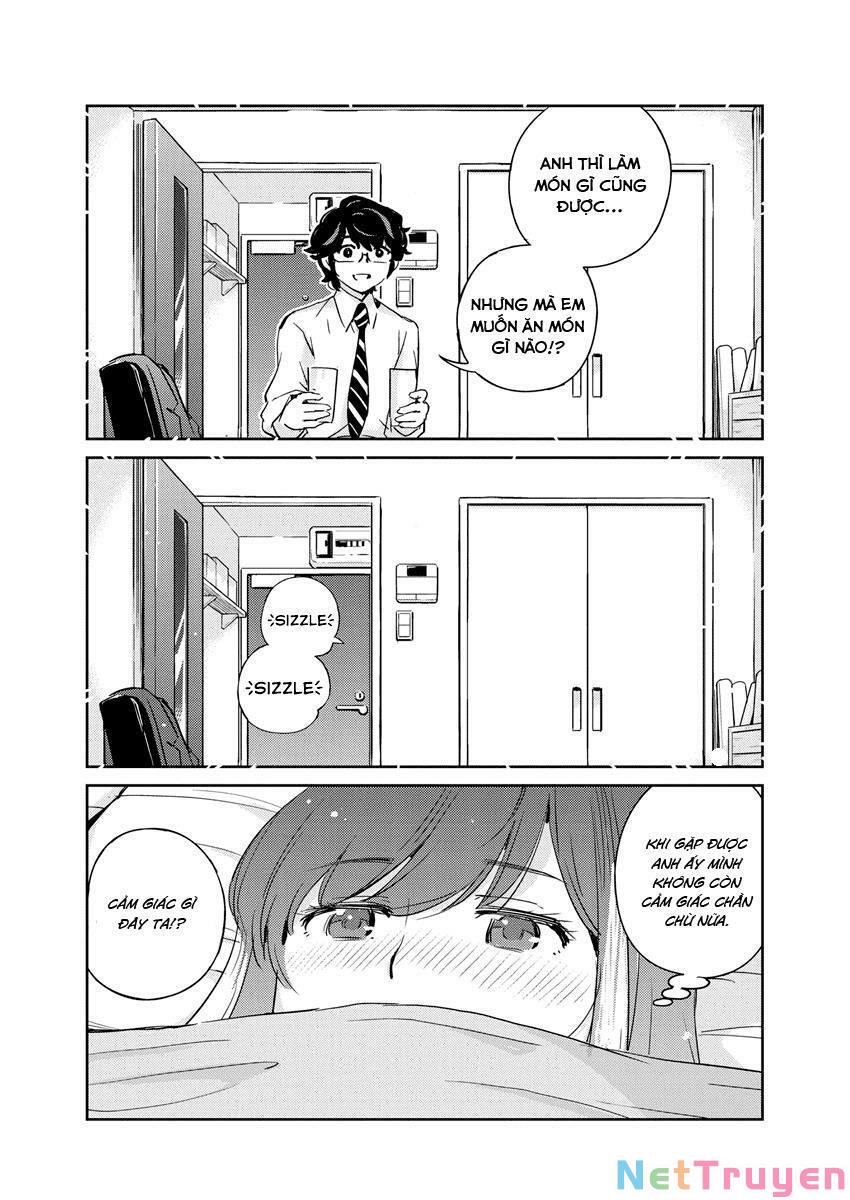 ANH THÌ LÀM
MÓN GÌ CŨNG
ĐƯỢC...
NHƯNG MÀ EM
MUỐN ĂN MÓN
GÌ NÀO!?
SIZZLE
SIZZLE
KHI GẶP ĐƯỢC
ANH ẤY MÌNH
KHÔNG CÒN
CẢM GIÁC CHẦN
CHỪ NỮA.
CẢM GIÁC GÌ
ĐÂY TA!?
NetTruyen